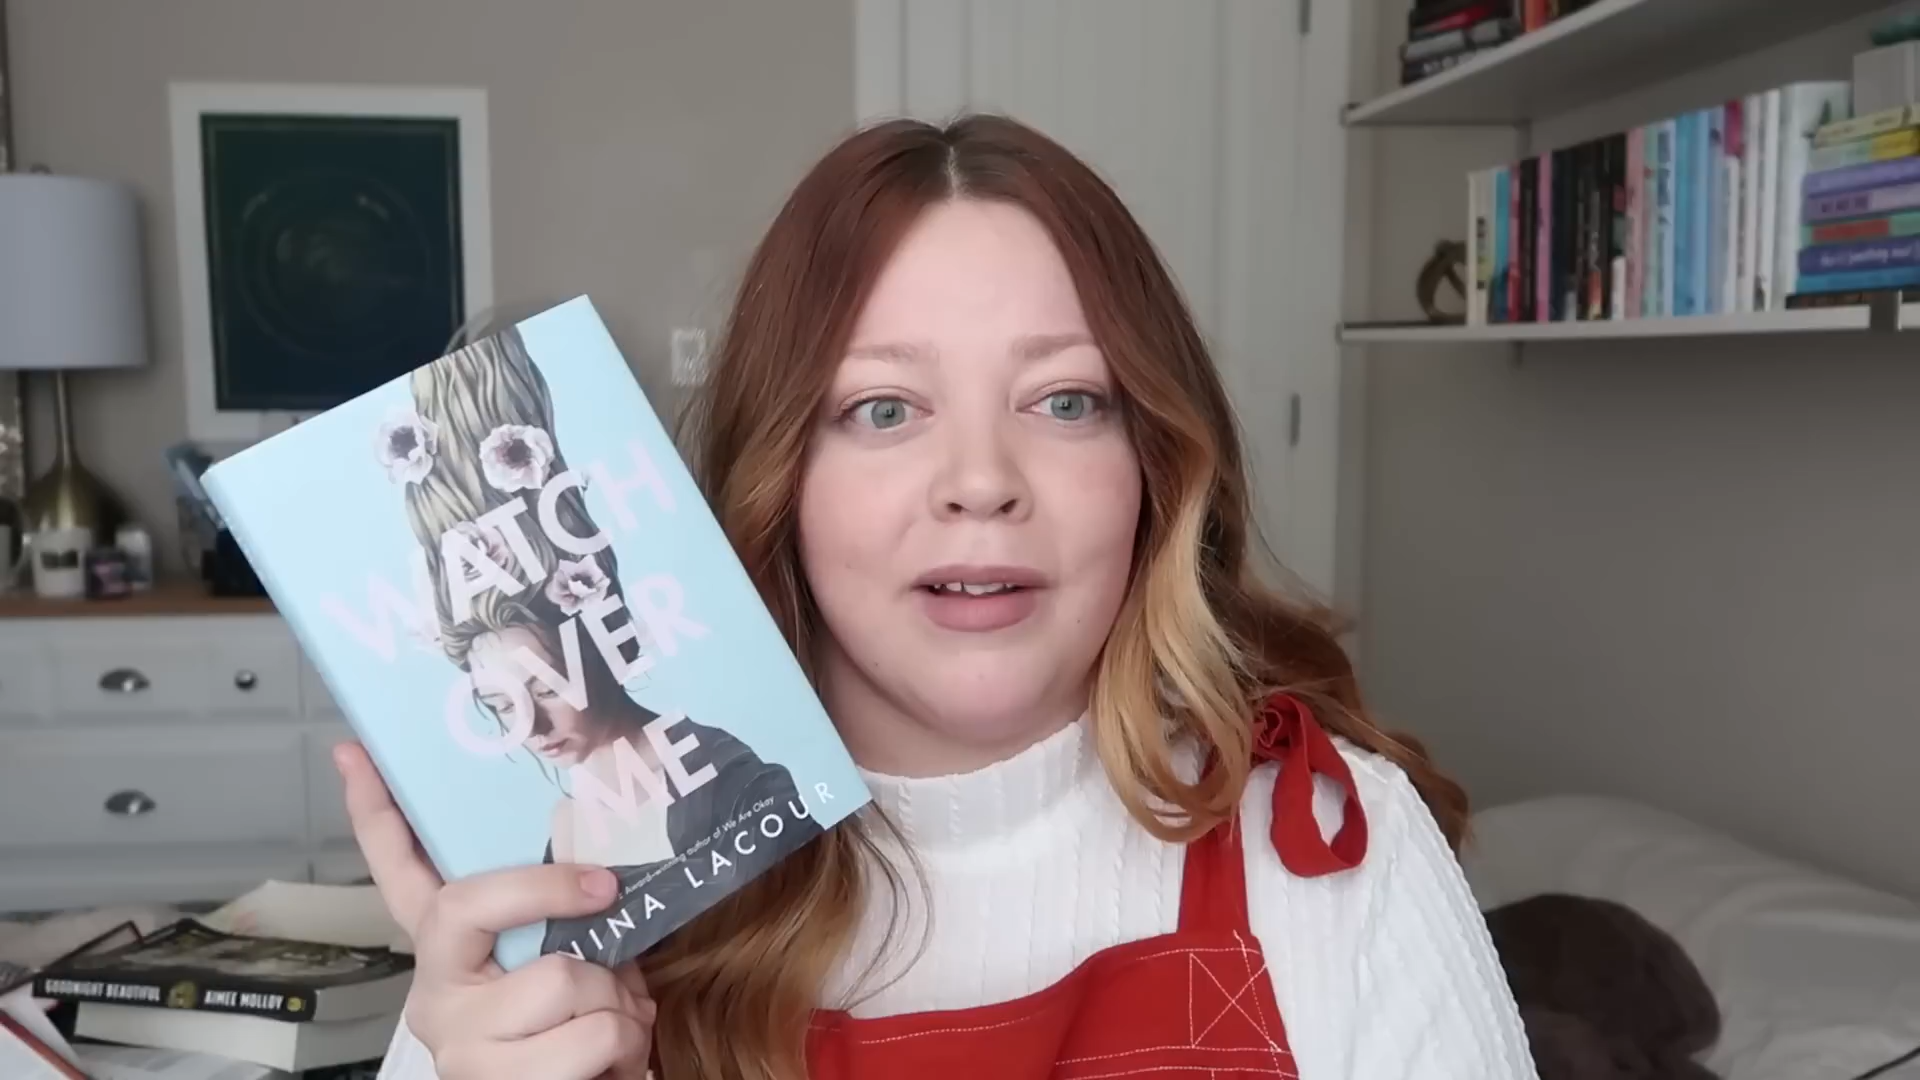 WATCH
OVER
ME
Award-winning author of We Are Okay
NINA LACOUR
GOODNIGHT BEAUTIFUL AIMEE MOLLOY